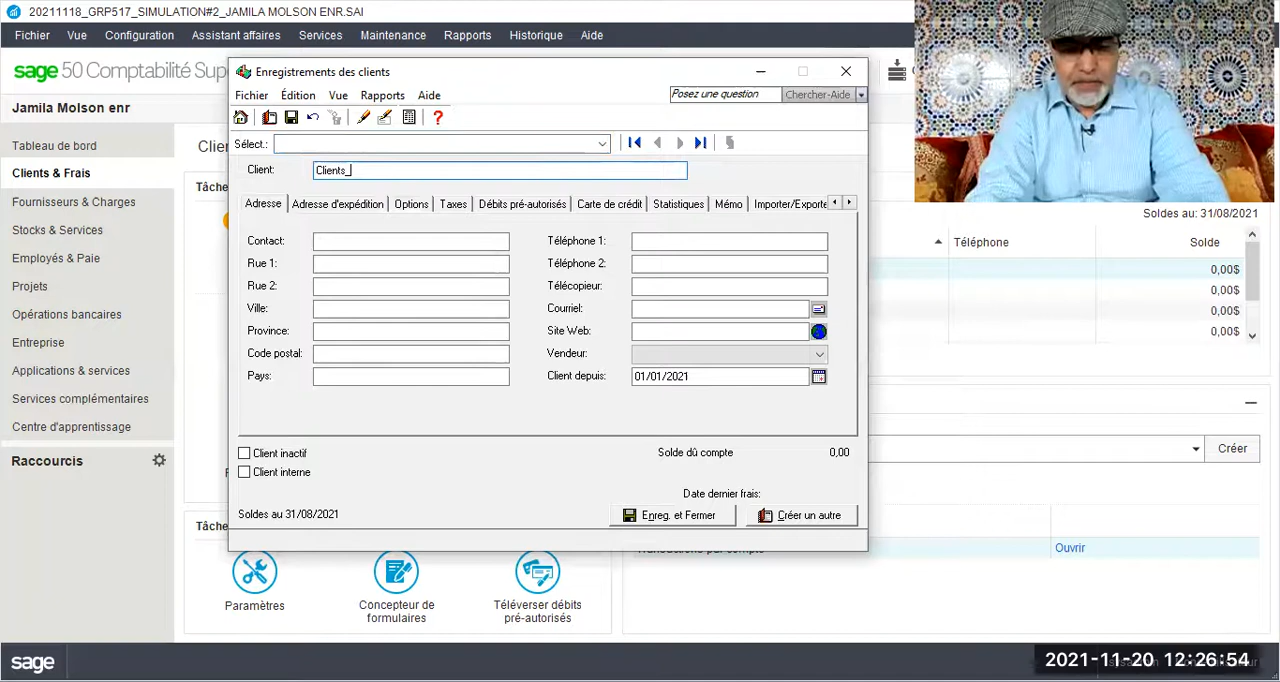 20211118_GRP517_SIMULATION#2_JAMILA MOLSON ENR.SAI
Fichier Vue Configuration Assistant affaires Services Maintenance Rapports Historique Aide
sage 50 Comptabilité Sup
Jamila Molson enr
Tableau de bord
Clients & Frais
Fournisseurs & Charges
Stocks & Services
Employés & Paie
Projets
Opérations bancaires
Entreprise
Applications & services
Services complémentaires
Centre d'apprentissage
Raccourcis
Enregistrements des clients
Fichier Édition Vue Rapports Aide
Posez une question Chercher-Aide
Sélect.:
Client: Clients_
Adresse Adresse d'expédition Options Taxes Débits pré-autorisés Carte de crédit Statistiques Mémo Importer/Exporte
Contact: Téléphone 1:
Rue 1: Téléphone 2:
Rue 2: Télécopieur:
Ville: Courriel:
Province: Site Web:
Code postal: Vendeur:
Pays: Client depuis: 01/01/2021
Client inactif Solde dû compte 0,00
Client interne
Date dernier frais:
Soldes au 31/08/2021 Enreg. et Fermer Créer un autre
Soldes au: 31/08/2021
Téléphone Solde
0,00$
0,00$
0,00$
0,00$
Créer
Ouvrir
Paramètres
Concepteur de
formulaires
Téléverser débits
pré-autorisés
sage
2021-11-20 12:26:54